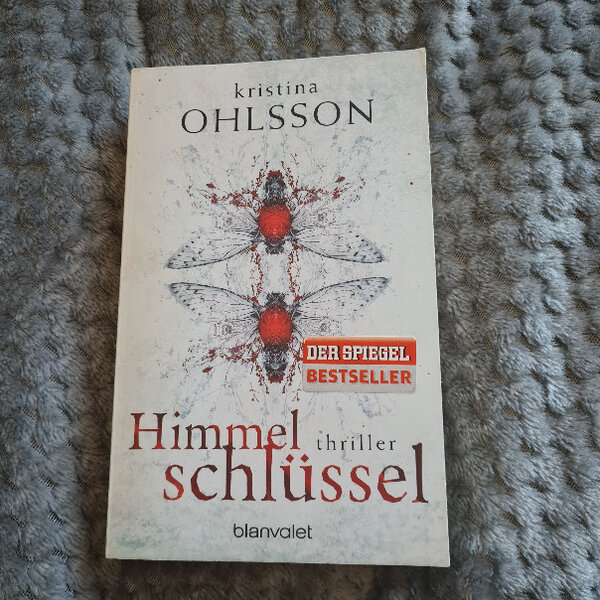 kristina
OHLSSON
DER SPIEGEL
BESTSELLER
Himmel
thriller
schlüssel
blanvalet